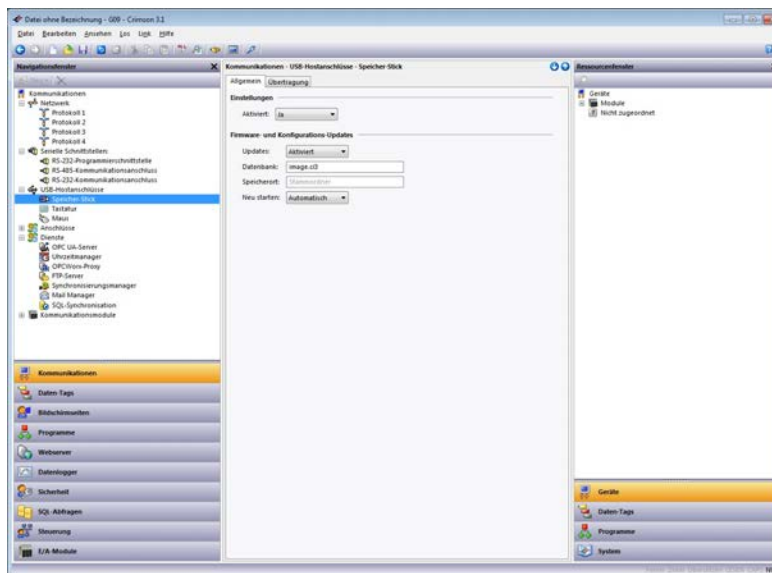 Datei ohne Bezeichnung - G09 - Crimson 3.1
Datei Bearbeiten Ansehen Los Link Hilfe
Navigationsfenster
Kommunikationen
Netzwerk
Protokoll 1
Protokoll 2
Protokoll 3
Protokoll 4
Serielle Schnittstellen:
RS-232-Programmierschnittstelle
RS-485-Kommunikationsanschluss
RS-232-Kommunikationsanschluss
USB-Hostanschlüsse
Speicher-Stick
Tastatur
Maus
Anschlüsse
Dienste
OPC UA-Server
Uhrzeitmanager
OPCWorx-Proxy
FTP-Server
Synchronisierungsmanager
Mail Manager
SQL-Synchronisation
Kommunikationsmodule
Kommunikationen
Daten-Tags
Bildschirmseiten
Programme
Webserver
Datenlogger
Sicherheit
SQL-Abfragen
Steuerung
E/A-Module
Kommunikationen - USB-Hostanschlüsse - Speicher-Stick
Allgemein Übertragung
Einstellungen
Aktiviert: Ja
Firmware- und Konfigurations-Updates
Updates: Aktiviert
Datenbank: image.ci3
Speicherort: Stammordner
Neu starten: Automatisch
Ressourcenfenster
Geräte
Module
Nicht zugeordnet
Geräte
Daten-Tags
Programme
System